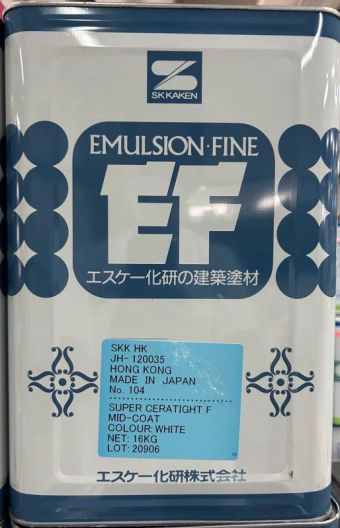 SK KAKEN
EMULSION·FINE
EF
エスケー化研の建築塗材
SKK HK
JH-120035
HONG KONG
MADE IN JAPAN
No. 104
SUPER CERATIGHT F
MID-COAT
COLOUR:WHITE
NET: 16KG
LOT: 20906
エスケー化研株式会社